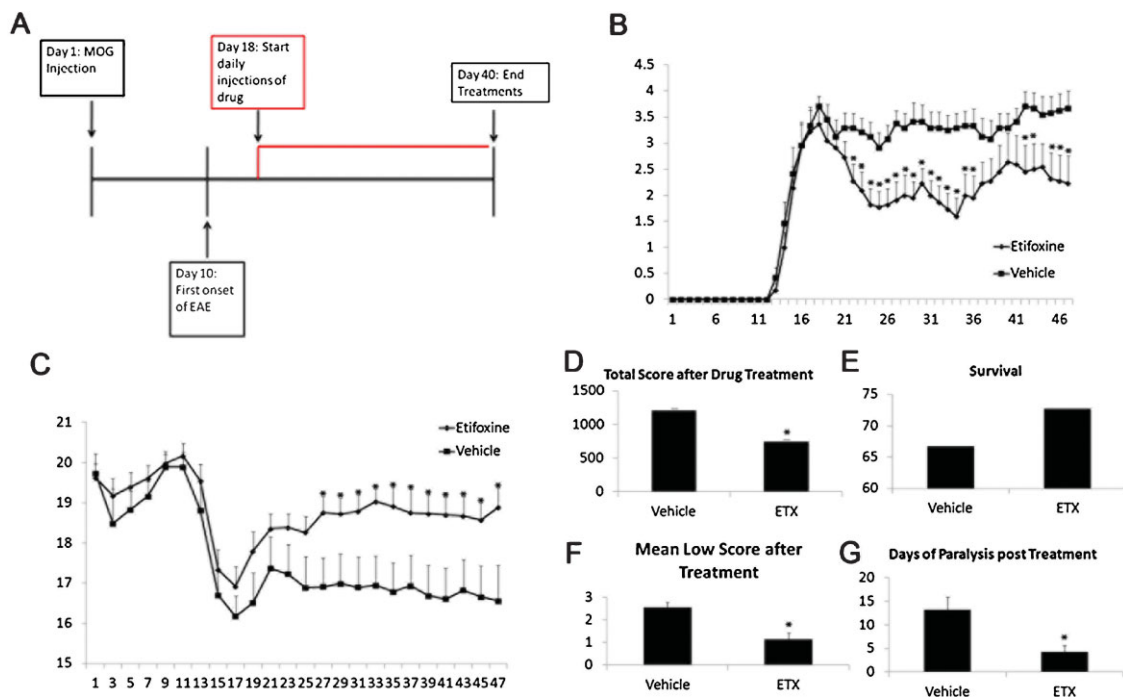 A
Day 1: MOG
Injection
Day 18: Start
daily
injections of
drug
Day 40: End
Treatments
Day 10:
First onset
of EAE
B
4.5
4
3.5
3
2.5
2
1.5
1
0.5
0
Etifoxine
Vehicle
1 6 11 16 21 26 31 36 41 46
C
21
20
19
18
17
16
15
Etifoxine
Vehicle
1 3 5 7 9 11 13 15 17 19 21 23 25 27 29 31 33 35 37 39 41 43 45 47
D
Total Score after Drug Treatment
1500
1000
500
0
*
Vehicle ETX
E
Survival
75
70
65
60
Vehicle ETX
F
Mean Low Score after
Treatment
3
2
1
0
*
Vehicle ETX
G
Days of Paralysis post Treatment
20
15
10
5
0
*
Vehicle ETX